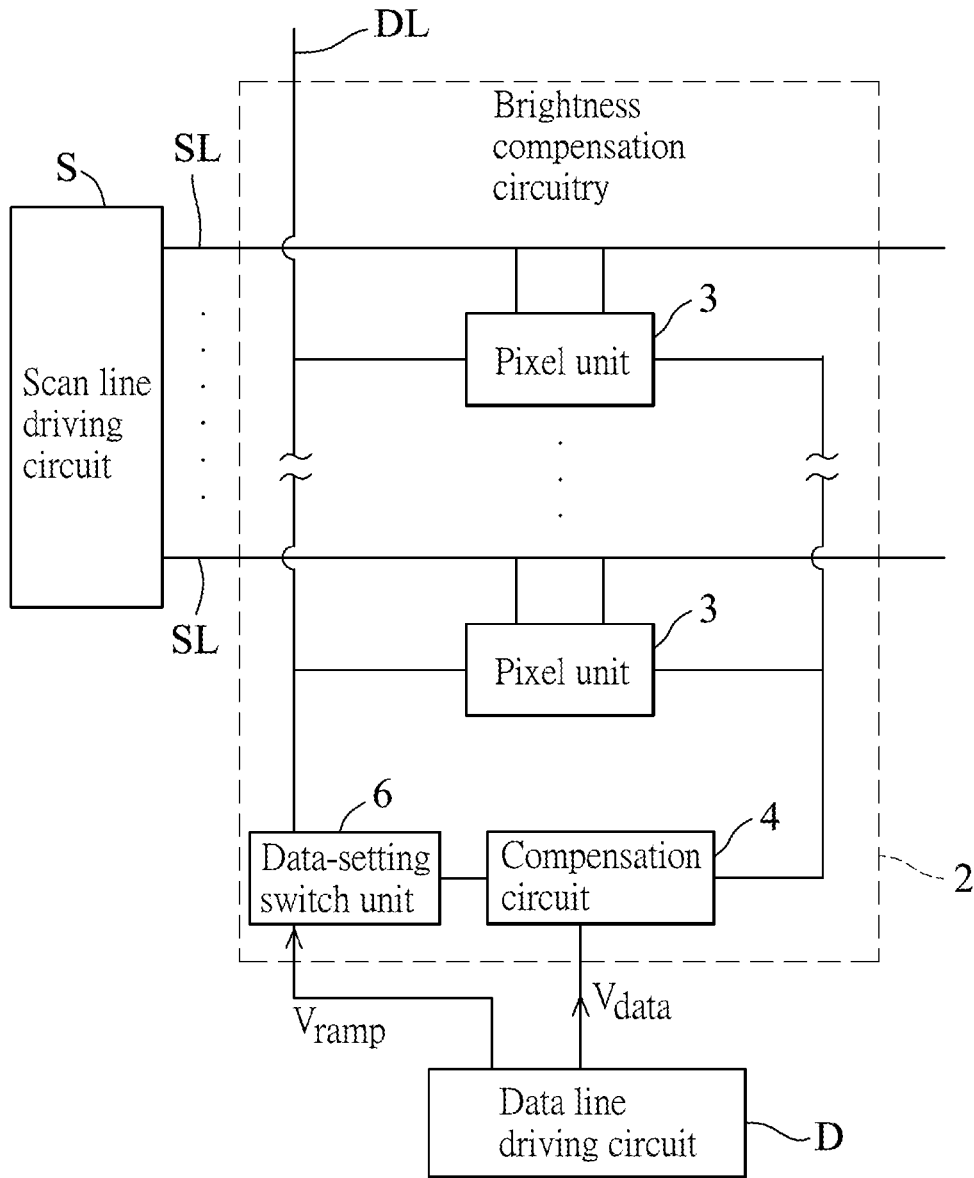 DL
Brightness
compensation
circuitry
SL
S
3
Pixel unit
Scan line
driving
circuit
SL
3
Pixel unit
6
4
Data-setting
switch unit
Compensation
circuit
2
Vramp
Vdata
Data line
driving circuit
D